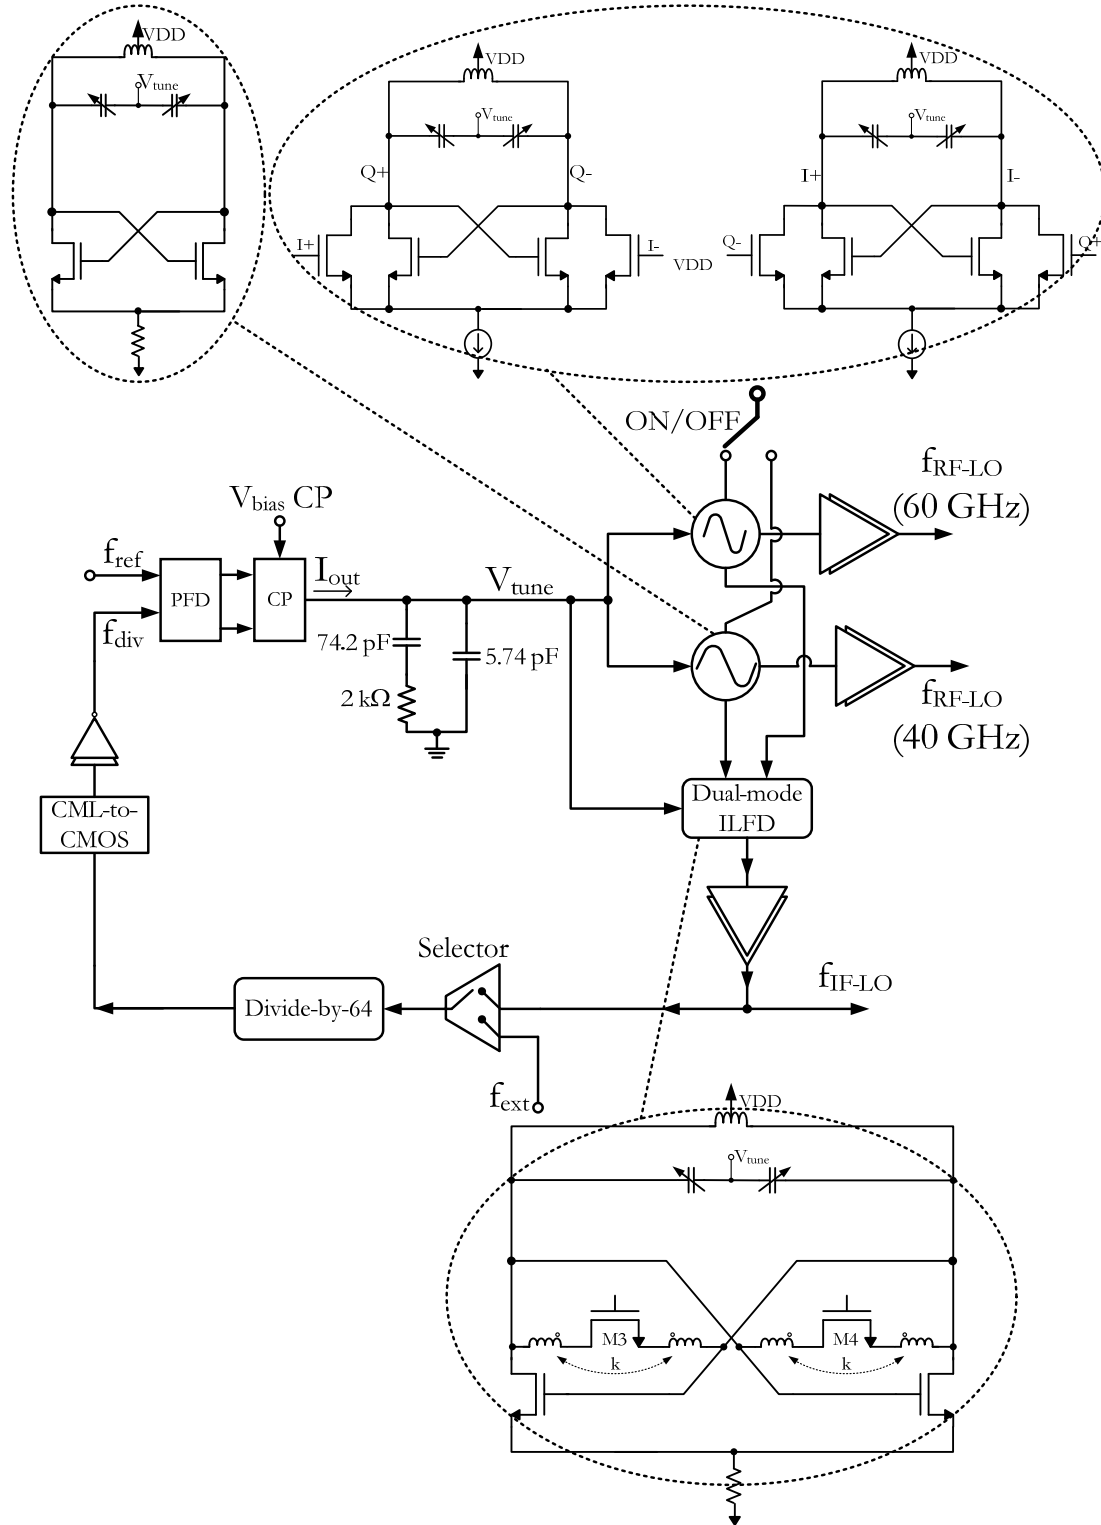 VDD
Vtune
VDD
Vtune
Q+
Q-
I+
I-
VDD
VDD
Vtune
I+
I-
Q-
Q+
ON/OFF
fRF-LO
(60 GHz)
Vbias CP
fref
PFD
CP
Iout
Vtune
fdiv
74.2 pF
5.74 pF
2 kΩ
fRF-LO
(40 GHz)
Dual-mode
ILFD
CML-to-
CMOS
Selector
Divide-by-64
fIF-LO
fext
VDD
Vtune
M3
M4
k
k